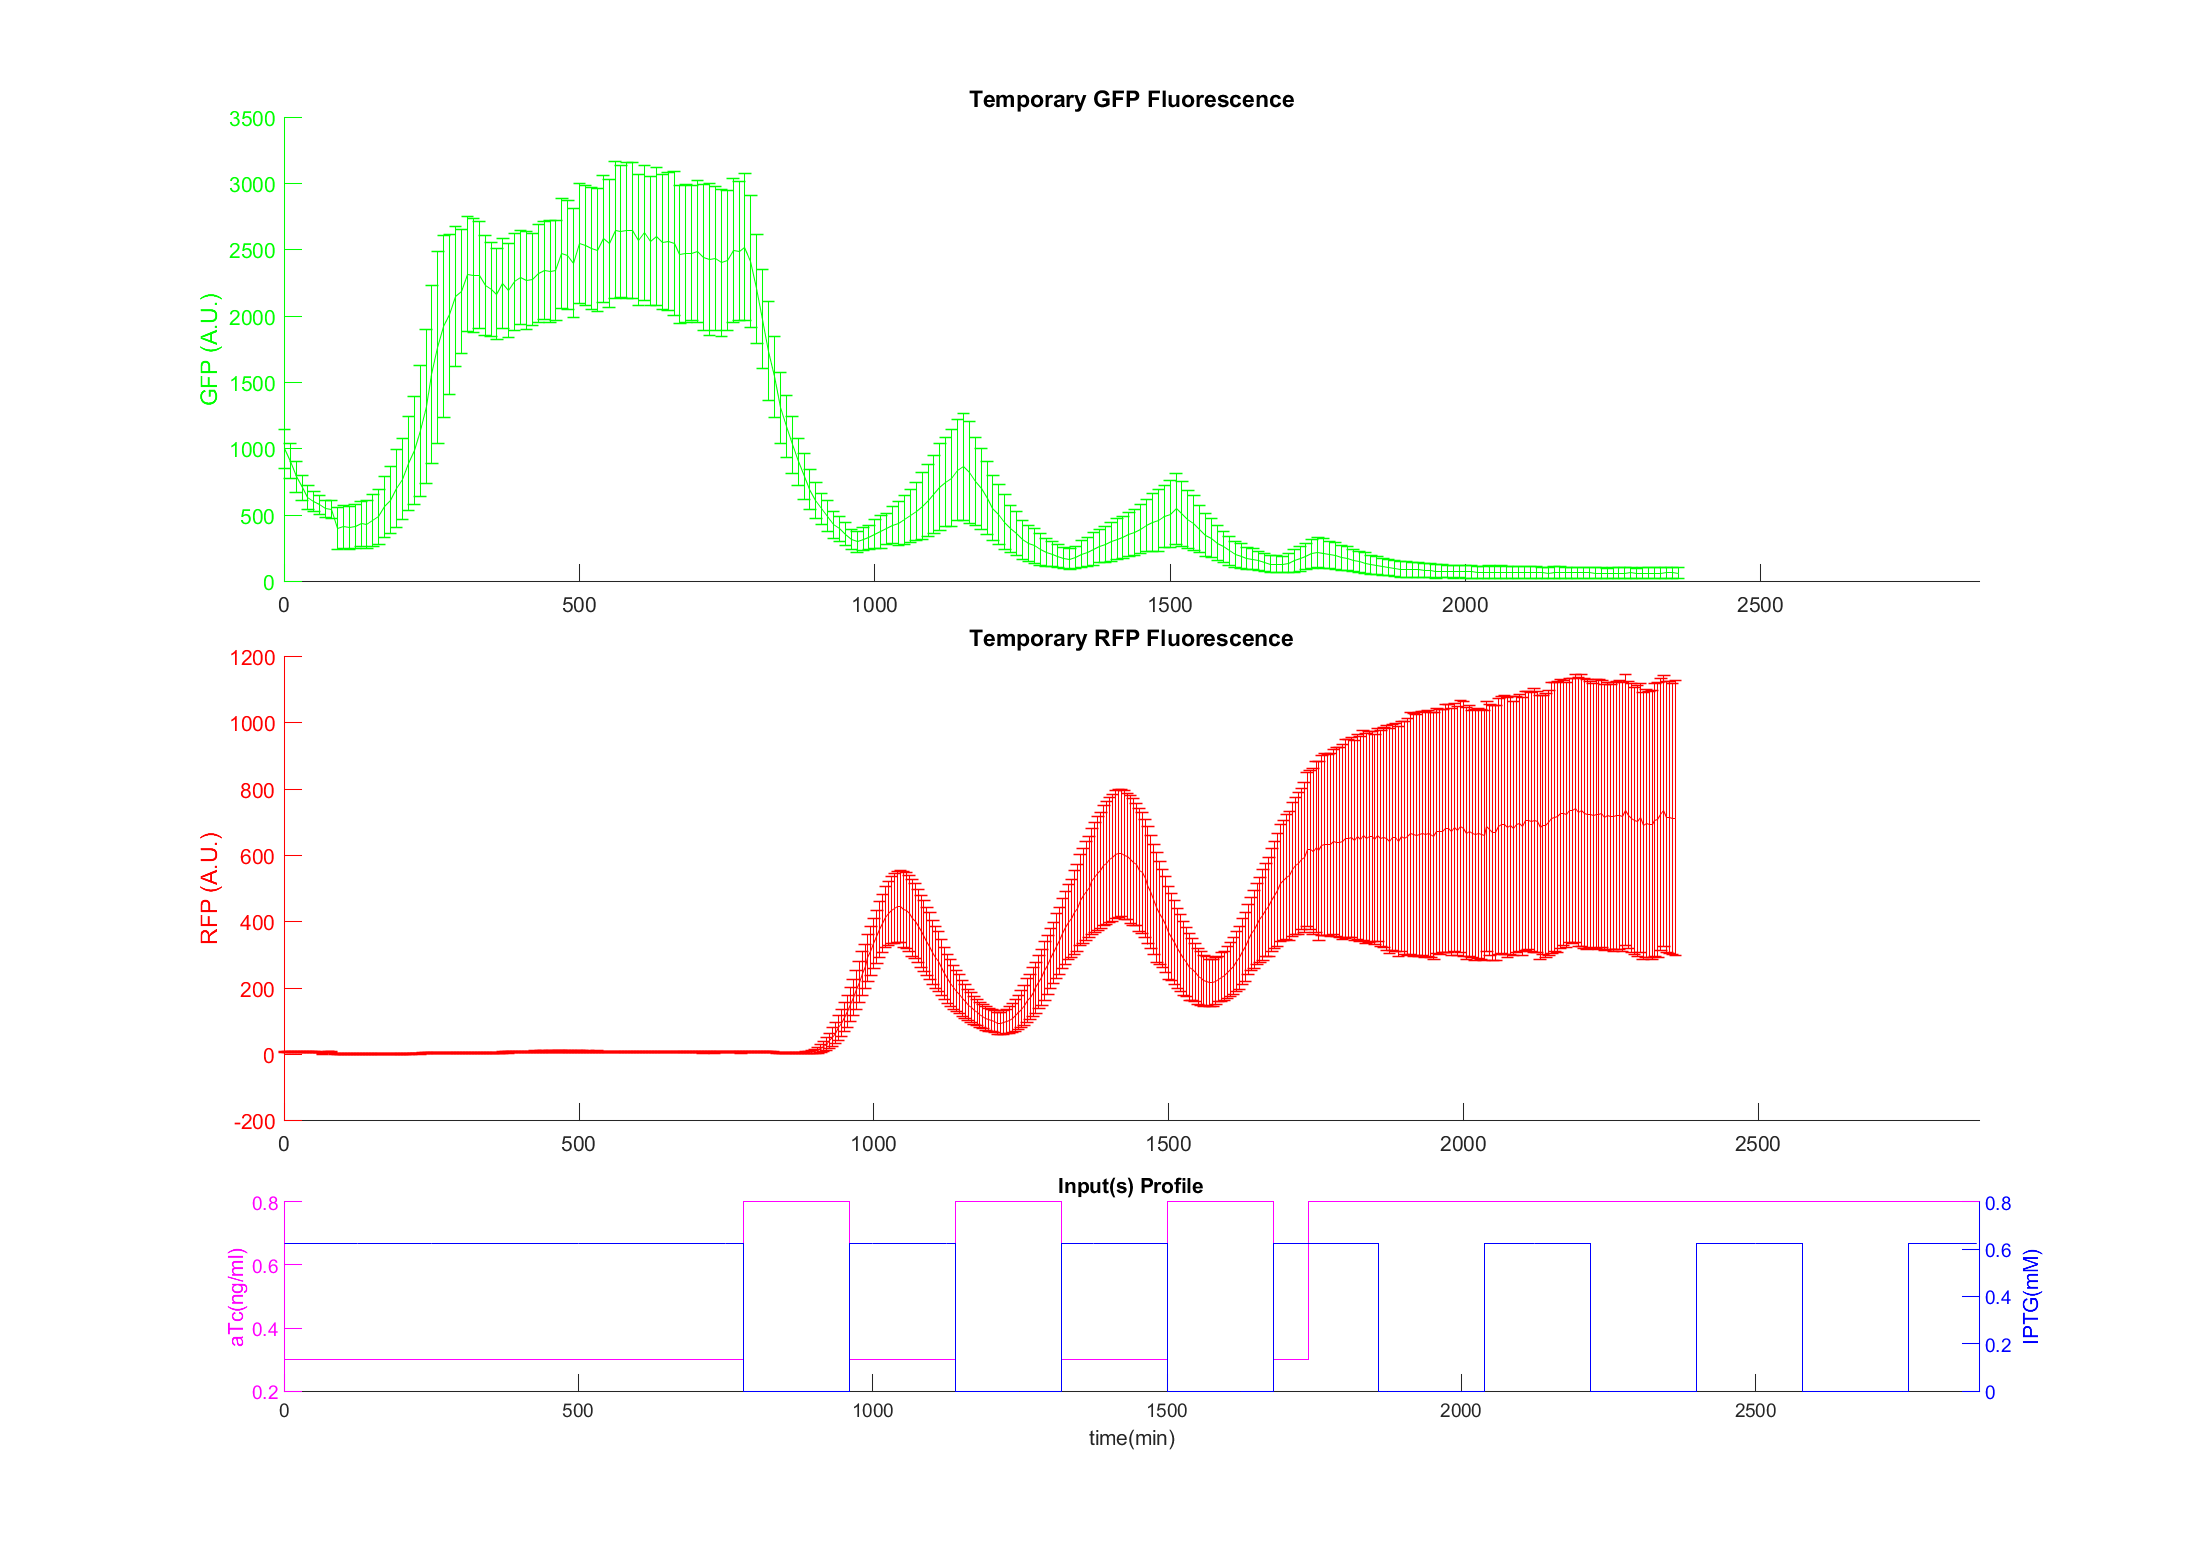 Temporary GFP Fluorescence
3500
3000
2500
2000
1500
1000
500
0
GFP (A.U.)
0 500 1000 1500 2000 2500
Temporary RFP Fluorescence
1200
1000
800
600
400
200
0
-200
RFP (A.U.)
0 500 1000 1500 2000 2500
Input(s) Profile
0.8
0.6
0.4
0.2
aTc(ng/ml)
0.8
0.6
0.4
0.2
0
IPTG(mM)
0 500 1000 1500 2000 2500
time(min)